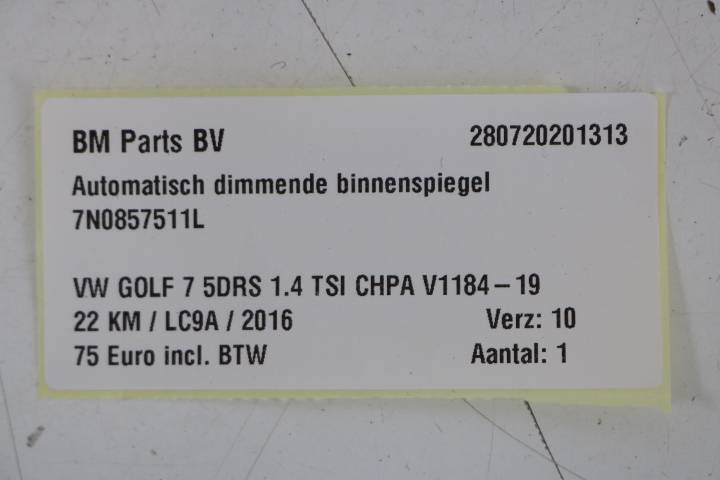 BM Parts BV 280720201313
Automatisch dimmende binnenspiegel
7N0857511L
VW GOLF 7 5DRS 1.4 TSI CHPA V1184-19
22 KM / LC9A / 2016 Verz: 10
75 Euro incl. BTW Aantal: 1